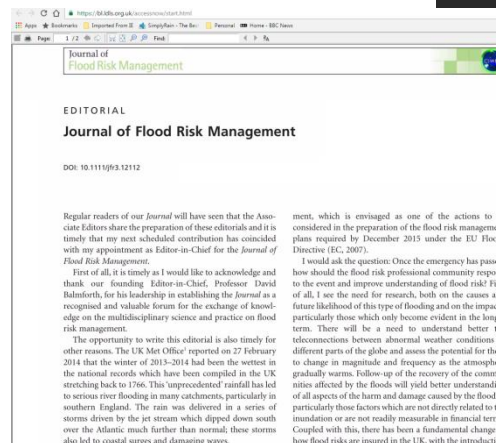 https://bl.ldls.org.uk/accessnow/start.html
Apps Bookmarks Imported From IE SimplyRain - The Be Personal Home - BBC News
Page 1/2 Find:
Journal of
Flood Risk Management
EDITORIAL
Journal of Flood Risk Management
DOI: 10.1111/jfr3.12112
Regular readers of our Journal will have seen that the Asso-
ciate Editors share the preparation of these editorials and it is
timely that my next scheduled contribution has coincided
with my appointment as Editor-in-Chief for the Journal of
Flood Risk Management.
First of all, it is timely as I would like to acknowledge and
thank our founding Editor-in-Chief, Professor David
Balmforth, for his leadership in establishing the Journal as a
recognised and valuable forum for the exchange of knowl-
edge on the multidisciplinary science and practice on flood
risk management.
The opportunity to write this editorial is also timely for
other reasons. The UK Met Office¹ reported on 27 February
2014 that the winter of 2013–2014 had been the wettest in
the national records which have been compiled in the UK
stretching back to 1766. This 'unprecedented' rainfall has led
to serious river flooding in many catchments, particularly in
southern England. The rain was delivered in a series of
storms driven by the jet stream which dipped down south
over the Atlantic much further than normal; these storms
also led to coastal surges and damaging waves.
ment, which is envisaged as one of the actions to
considered in the preparation of the flood risk manageme
plans required by December 2015 under the EU Floo
Directive (EC, 2007).
I would ask the question: Once the emergency has passe
how should the flood risk professional community respo
to the event and improve understanding of flood risk? Fi
of all, I see the need for research, both on the causes a
future likelihood of this type of flooding and on the impac
particularly those which only become evident in the long
term. There will be a need to understand better t
teleconnections between abnormal weather conditions
different parts of the globe and assess the potential for the
to change in magnitude and frequency as the atmosphe
gradually warms. Follow-up of the recovery of the commu
nities affected by the floods will yield better understandi
of all aspects of the harm and damage caused by the flood
particularly those factors which are not directly related to
inundation or are not readily measurable in financial term
Coupled with this, there has been a fundamental change
how flood risks are insured in the UK, with the introductio